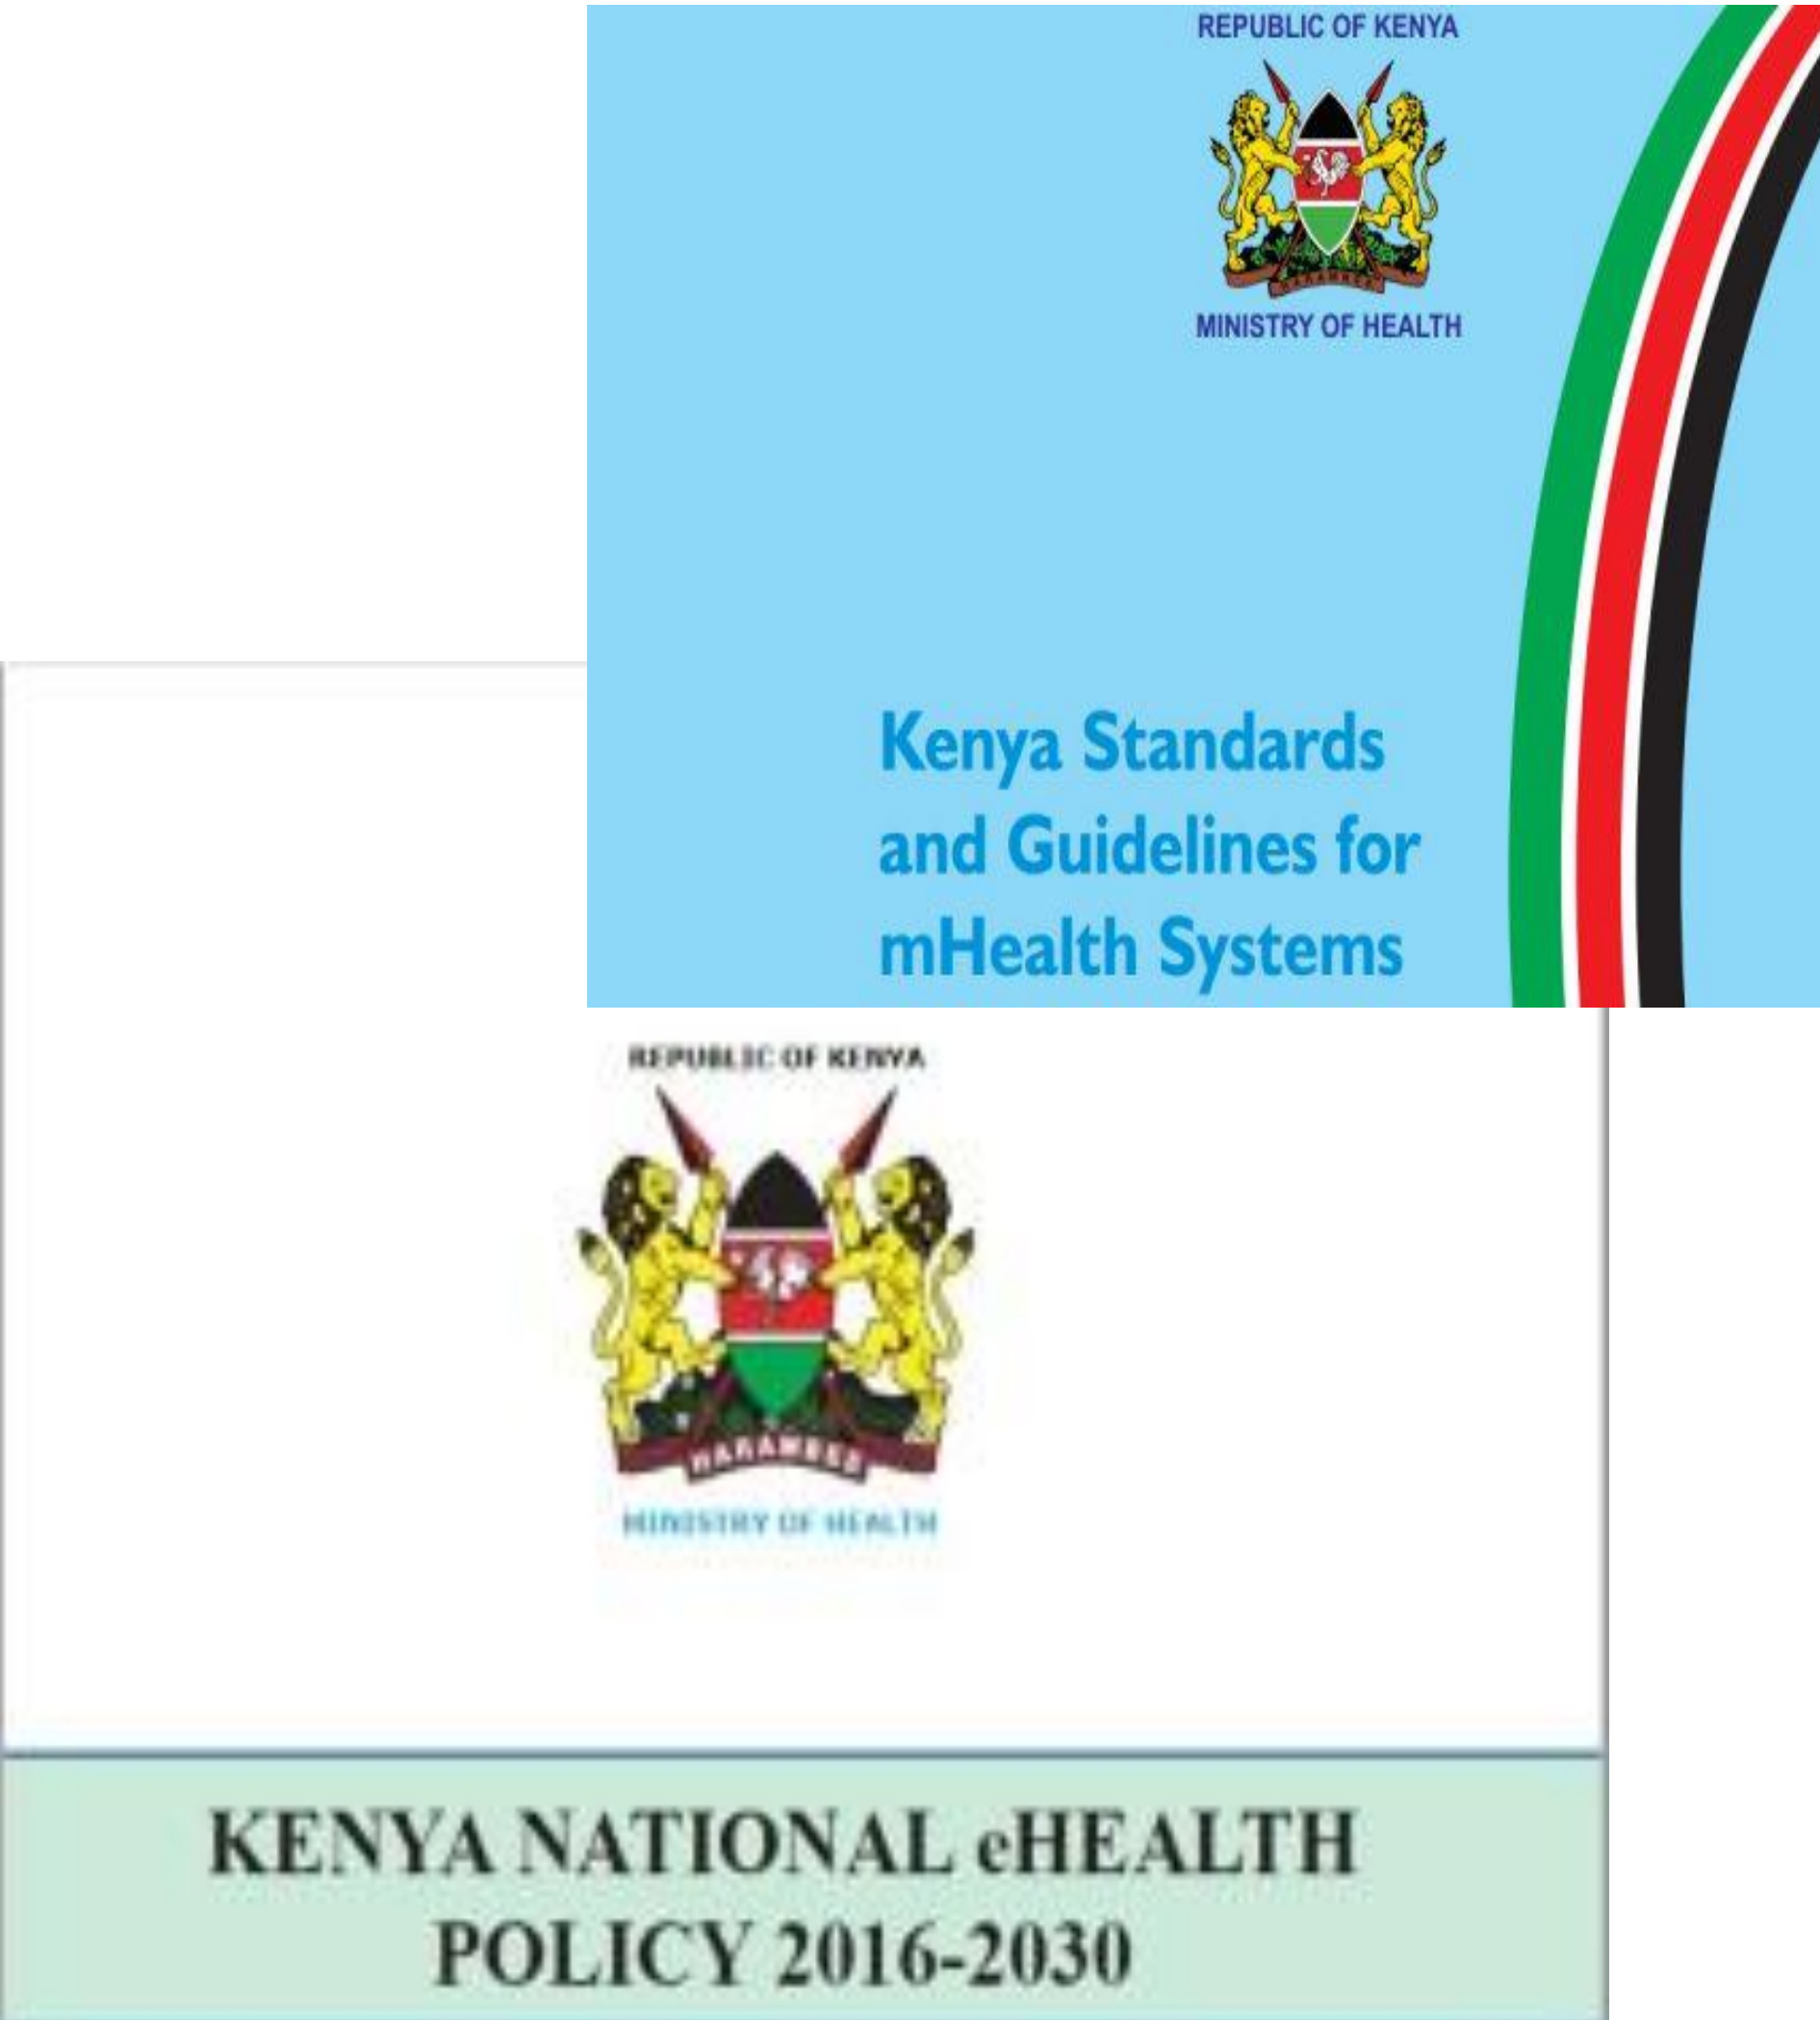 REPUBLIC OF KENYA
HARAMBEE
MINISTRY OF HEALTH
Kenya Standards
and Guidelines for
mHealth Systems
REPUBLIC OF KENYA
HARAMBEE
MINISTRY OF HEALTH
KENYA NATIONAL eHEALTH
POLICY 2016-2030